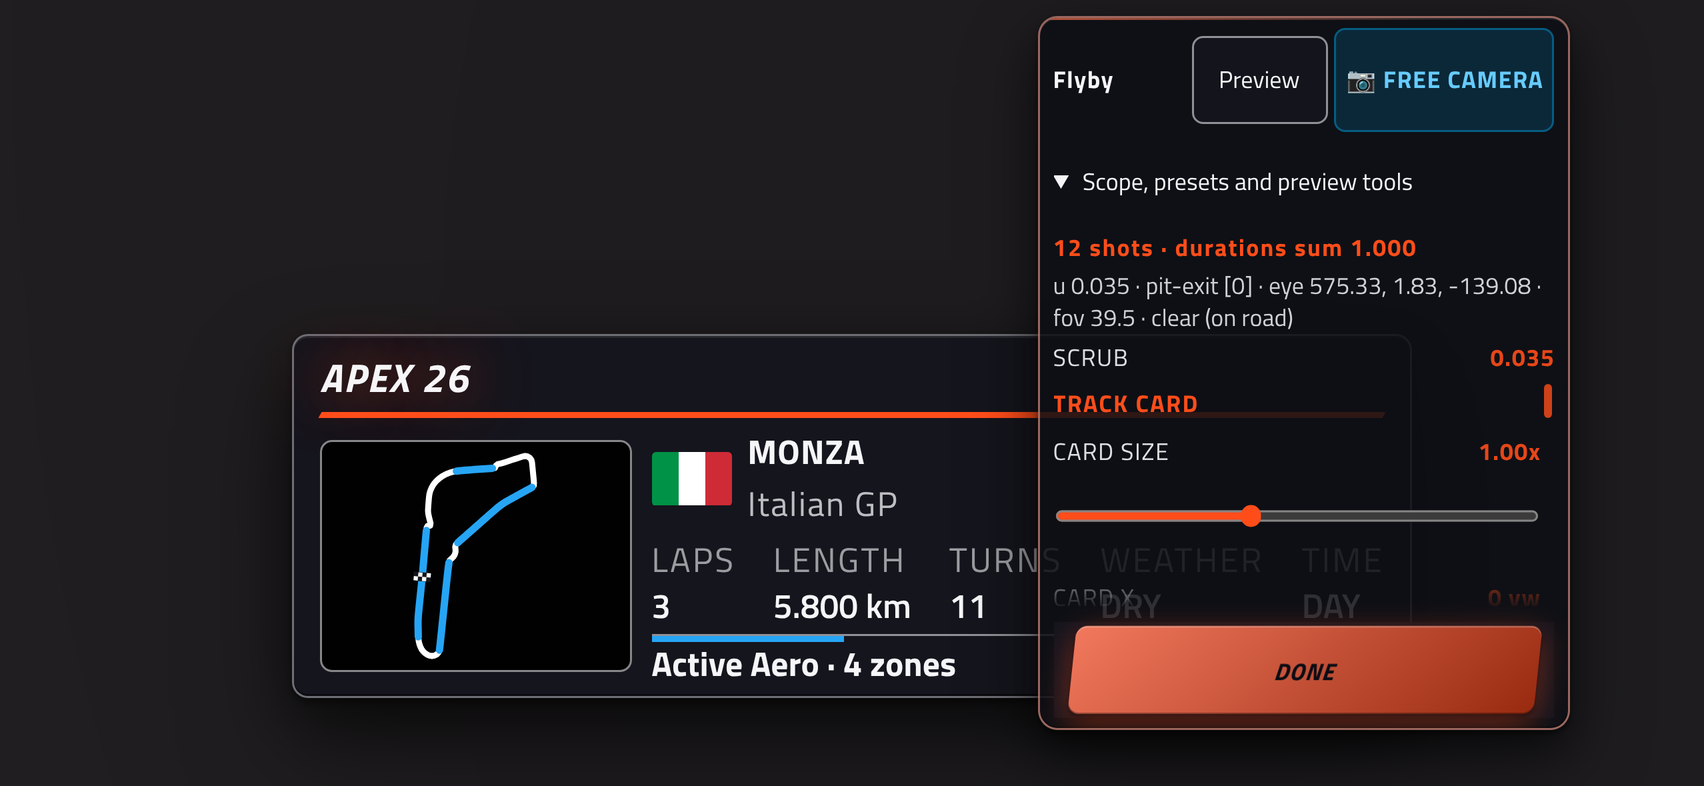 Flyby
Preview
📷 FREE CAMERA
▼ Scope, presets and preview tools
12 shots · durations sum 1.000
u 0.035 · pit-exit [0] · eye 575.33, 1.83, -139.08 ·
fov 39.5 · clear (on road)
SCRUB 0.035
TRACK CARD
CARD SIZE 1.00x
CARD X 0 vw
DONE
APEX 26
MONZA
Italian GP
LAPS LENGTH TURNS WEATHER TIME
3 5.800 km 11 DRY DAY
Active Aero · 4 zones